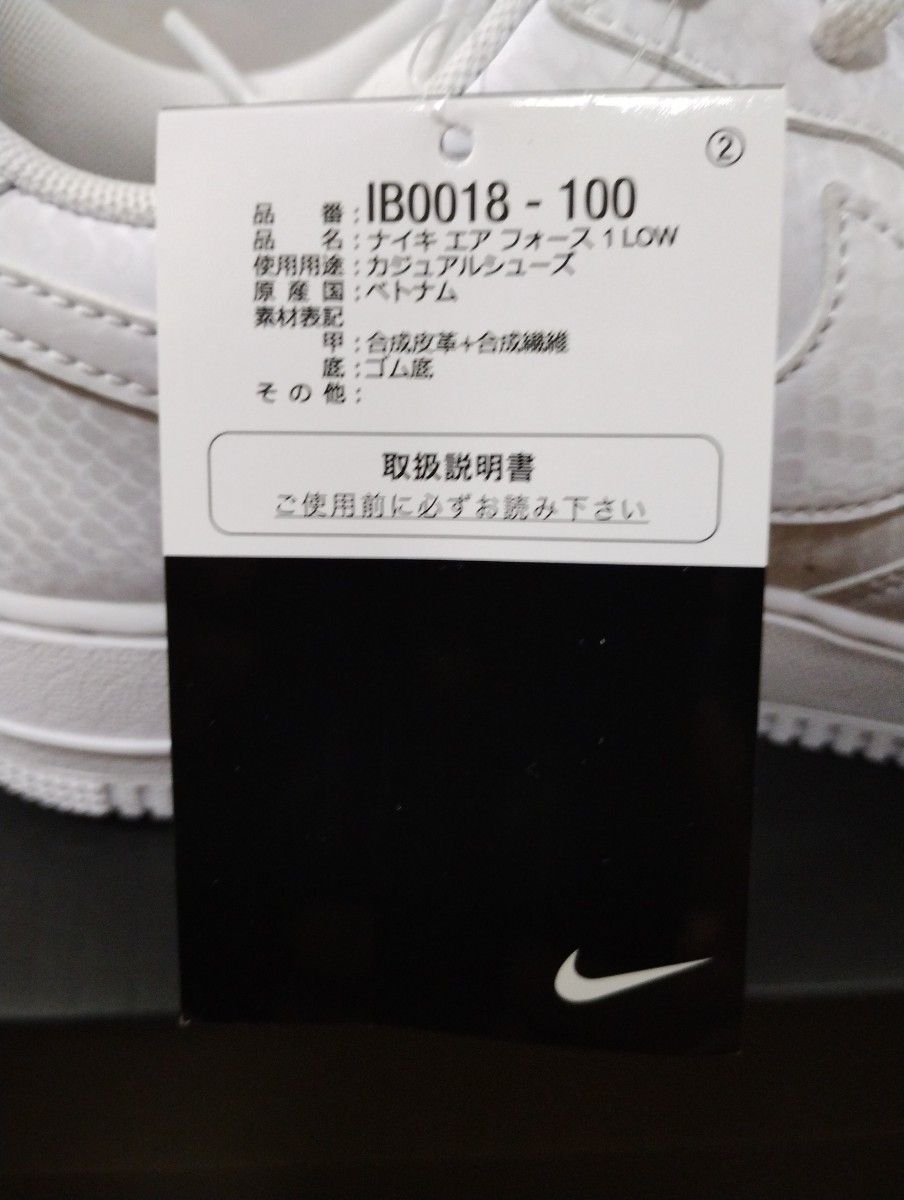 ②
品番:IB0018 - 100
品名:ナイキ エア フォース 1 LOW
使用用途:カジュアルシューズ
原産国:ベトナム
素材表記
甲:合成皮革+合成繊維
底:ゴム底
その他:
取扱説明書
ご使用前に必ずお読み下さい